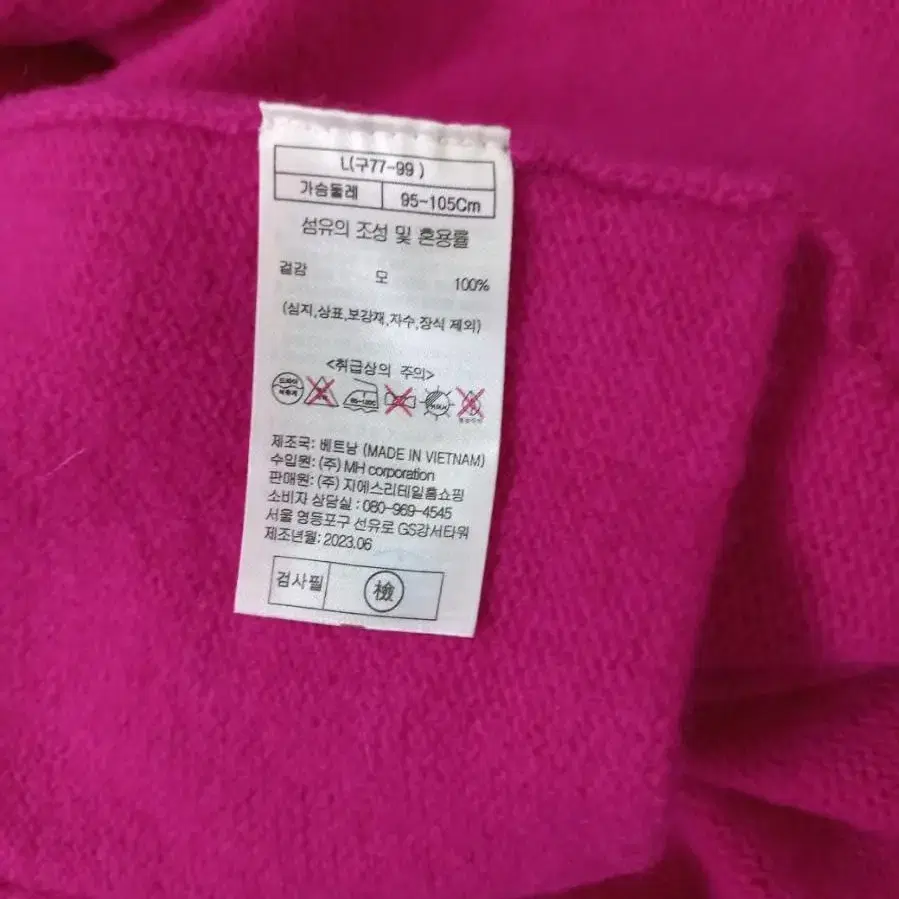 L(구77-99 )
가슴둘레 95-105Cm
섬유의 조성 및 혼용률
겉감 모 100%
(심지,상표,보강재,자수,장식 제외)
<취급상의 주의>
드라이
제조국: 베트남 (MADE IN VIETNAM)
수입원: (주) MH corporation
판매원: (주) 지에스리테일홈쇼핑
소비자 상담실 : 080-969-4545
서울 영등포구 선유로 GS강서타워
제조년월: 2023.06
검사필 檢